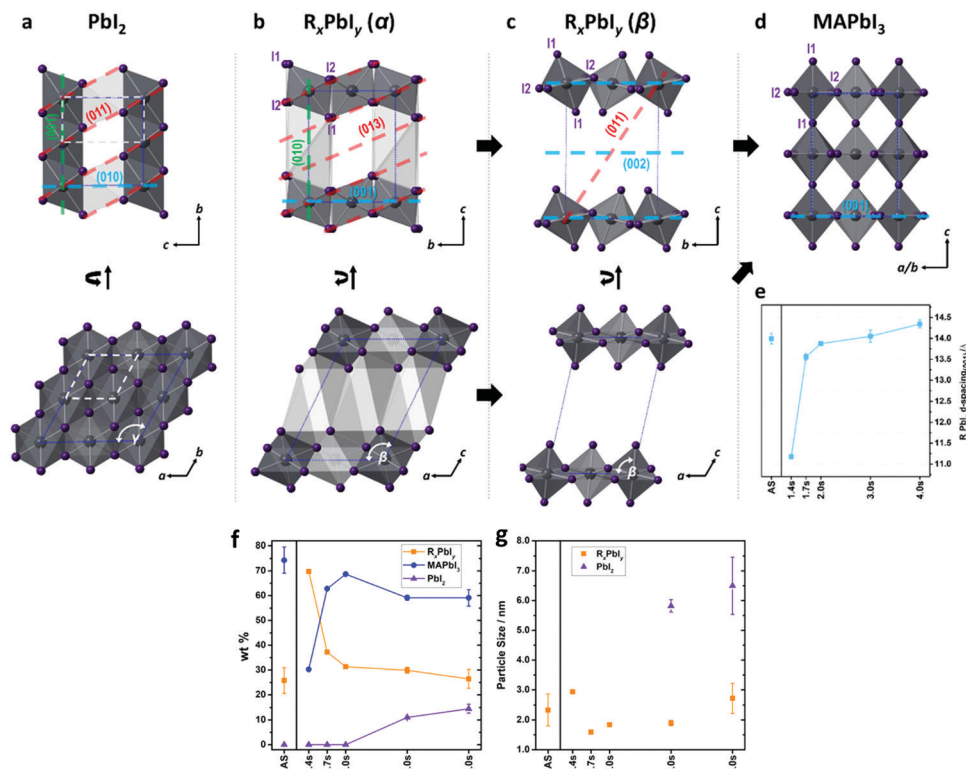 a
PbI2
(001)
(011)
(010)
b
c
b RxPbIy (α)
I1
I2
I2
I1
(010)
(013)
(001)
c
b
c RxPbIy (β)
I1
I2
I1
(011)
(002)
c
b
d MAPbI3
I1
I2
I1
(001)
c
a/b
γ
b
a
β
c
a
β
c
a
e
14.5
14.0
13.5
13.0
12.5
12.0
11.5
11.0
AS
1.4s
1.7s
2.0s
3.0s
4.0s
f
wt %
80
70
60
50
40
30
20
10
0
RxPbIy
MAPbI3
PbI2
AS
.4s
.7s
.0s
.0s
.0s
g
Particle Size / nm
8.0
7.0
6.0
5.0
4.0
3.0
2.0
1.0
RxPbIy
PbI2
AS
.4s
.7s
.0s
.0s
.0s